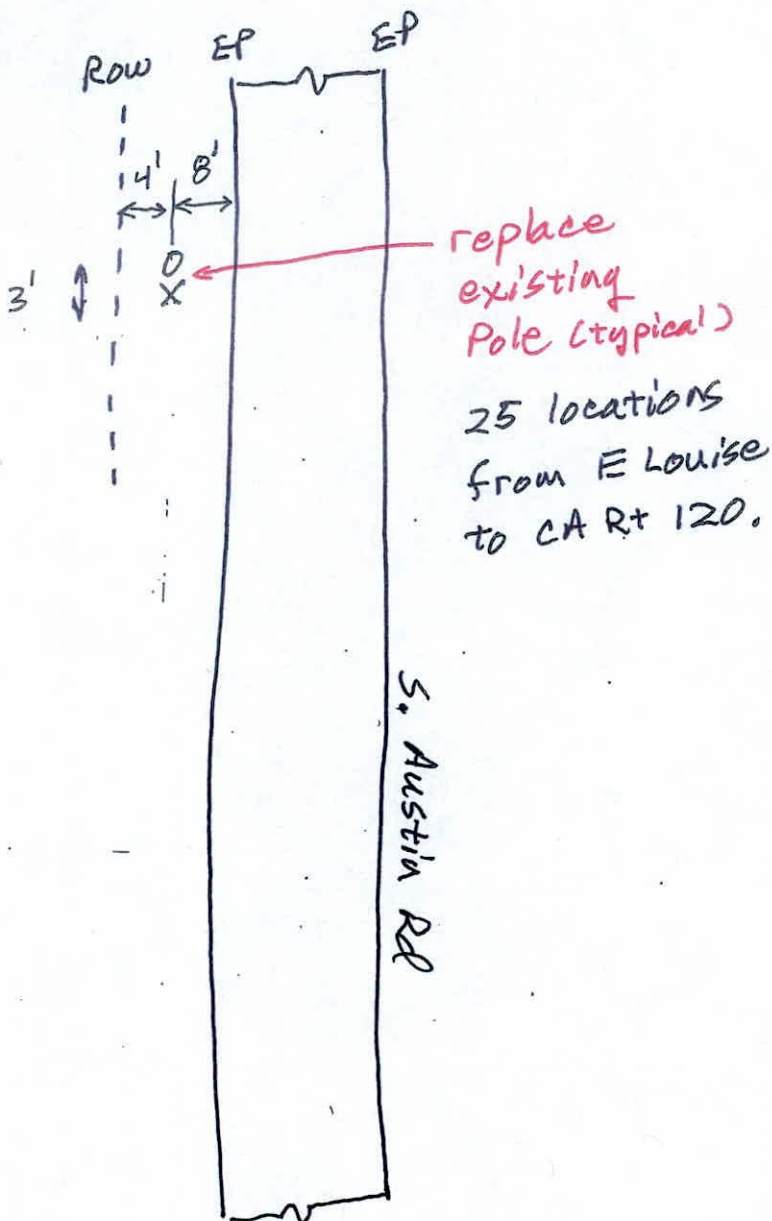 Row EP EP
4' 8'
O
X
3'
replace
existing
Pole (typical)
25 locations
from E Louise
to CA Rt 120.
S. Austin Rd